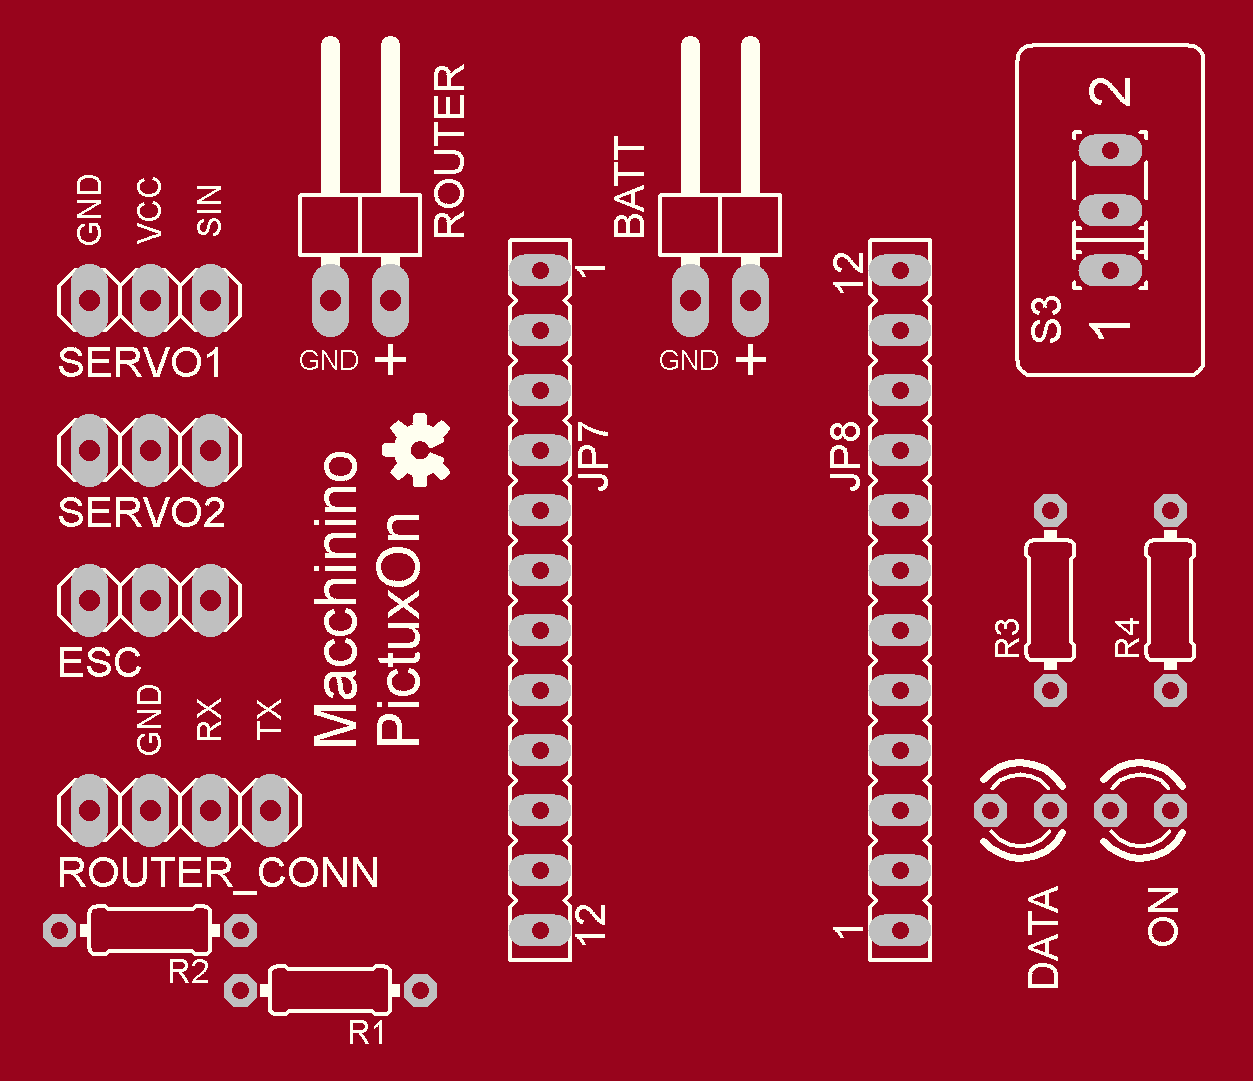 GND
VCC
SIN
SERVO1
SERVO2
ESC
GND
RX
TX
ROUTER_CONN
R2
R1
ROUTER
GND
+
Macchinino
PictuxOn
1
JP7
12
BATT
GND
+
12
JP8
1
2
S3
1
R3
R4
DATA
ON